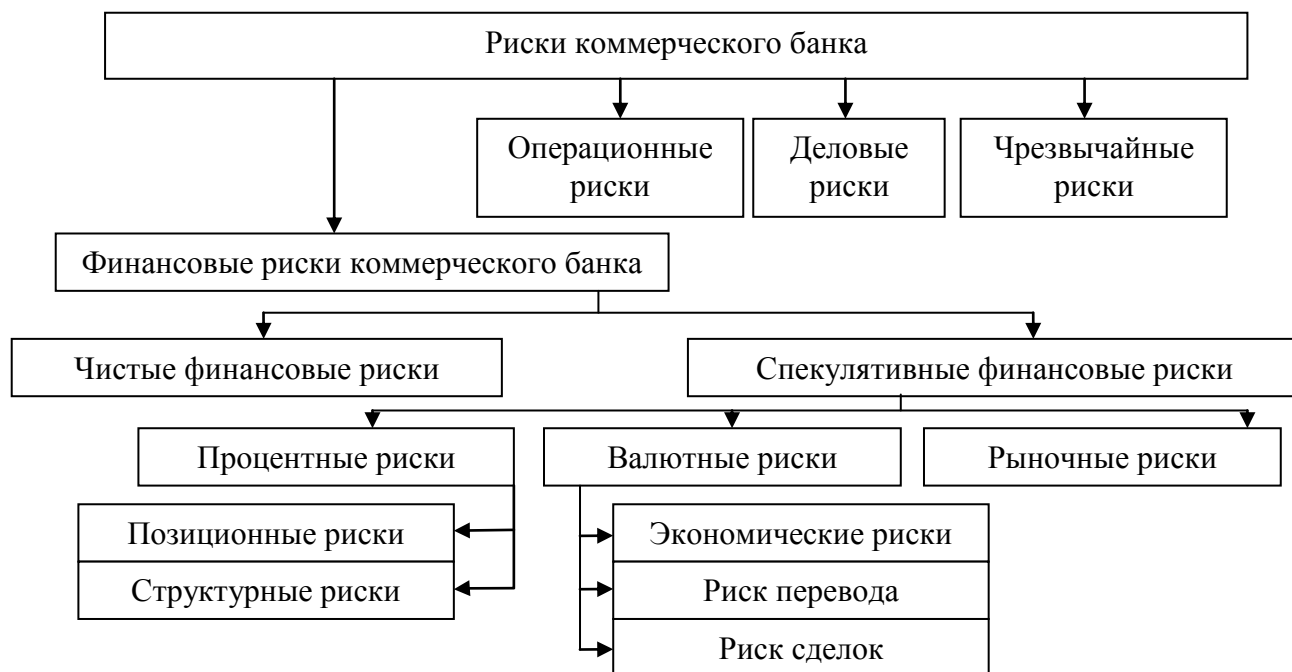 Риски коммерческого банка
Операционные
риски
Деловые
риски
Чрезвычайные
риски
Финансовые риски коммерческого банка
Чистые финансовые риски
Спекулятивные финансовые риски
Процентные риски
Валютные риски
Рыночные риски
Позиционные риски
Структурные риски
Экономические риски
Риск перевода
Риск сделок